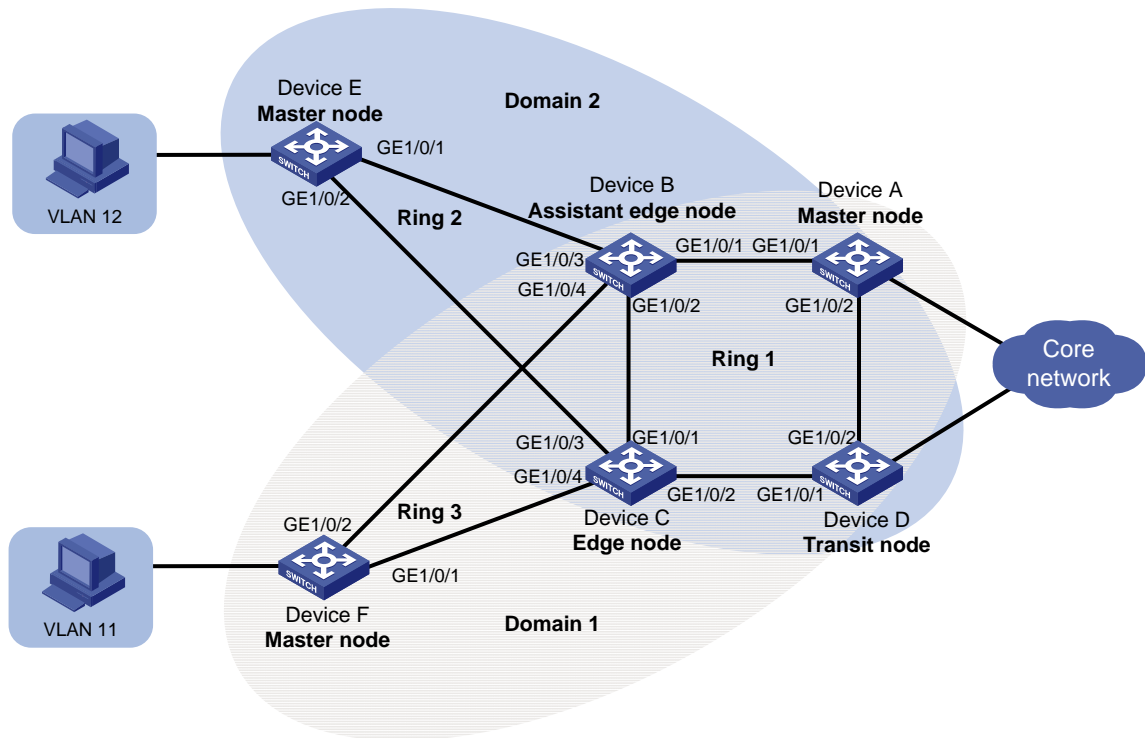 Device E
Master node
Domain 2
GE1/0/1
SWITCH
VLAN 12
GE1/0/2
Ring 2
Device B
Assistant edge node
Device A
Master node
GE1/0/1
GE1/0/1
GE1/0/3
SWITCH
SWITCH
GE1/0/4
GE1/0/2
GE1/0/2
Ring 1
Core
network
GE1/0/3
GE1/0/1
GE1/0/2
GE1/0/4
SWITCH
SWITCH
GE1/0/2
GE1/0/1
Ring 3
Device C
Edge node
Device D
Transit node
GE1/0/2
SWITCH
GE1/0/1
VLAN 11
Device F
Master node
Domain 1